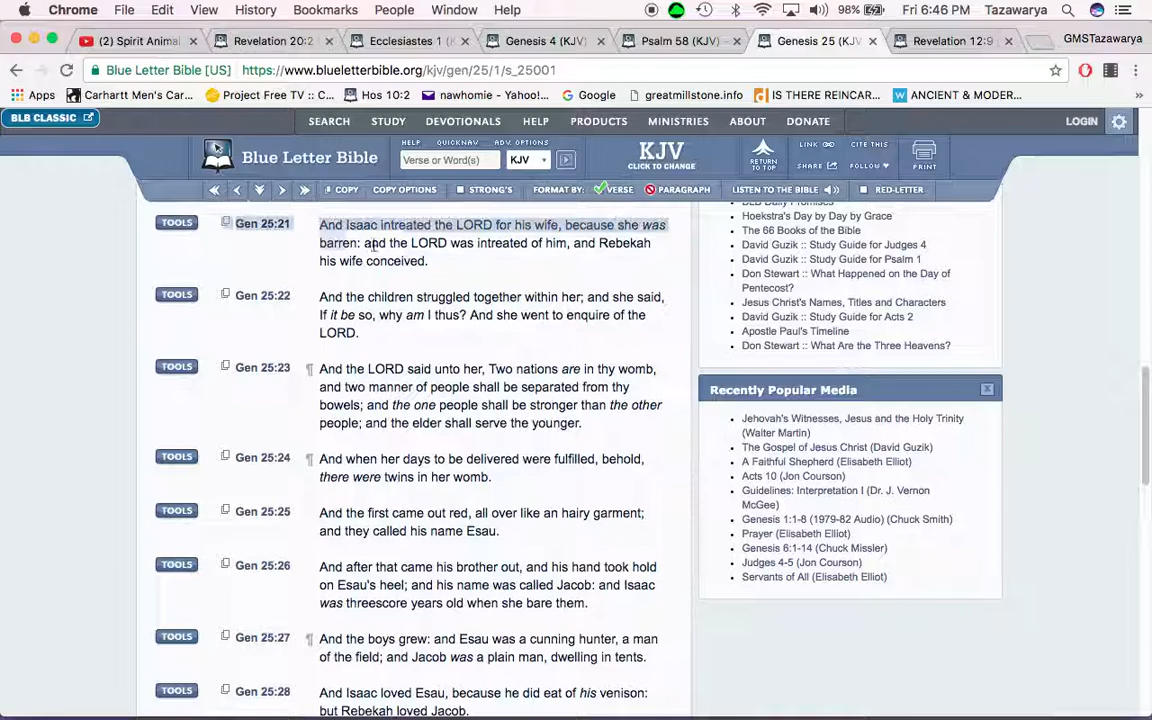 Chrome File Edit View History Bookmarks People Window Help 98% Fri 6:46 PM Tazawarya
(2) Spirit Animal Revelation 20:2 Ecclesiastes 1 (K Genesis 4 (KJV) Psalm 58 (KJV) Genesis 25 (KJV Revelation 12:9 GMSTazawarya
Blue Letter Bible [US] https://www.blueletterbible.org/kjv/gen/25/1/s_25001
Apps Carhartt Men's Car... Project Free TV :: C... Hos 10:2 nawhomie - Yahoo!... Google greatmillstone.info IS THERE REINCAR... ANCIENT & MODER... »
BLB CLASSIC SEARCH STUDY DEVOTIONALS HELP PRODUCTS MINISTRIES ABOUT DONATE LOGIN
Blue Letter Bible
HELP QUICKNAV ADV. OPTIONS
Verse or Word(s) KJV
KJV
CLICK TO CHANGE
RETURN
TO TOP
LINK CITE THIS
SHARE FOLLOW
PRINT
COPY COPY OPTIONS STRONG'S FORMAT BY: VERSE PARAGRAPH LISTEN TO THE BIBLE RED-LETTER
TOOLS Gen 25:21 And Isaac intreated the LORD for his wife, because she was
barren: and the LORD was intreated of him, and Rebekah
his wife conceived.
TOOLS Gen 25:22 And the children struggled together within her; and she said,
If it be so, why am I thus? And she went to enquire of the
LORD.
TOOLS Gen 25:23 ¶ And the LORD said unto her, Two nations are in thy womb,
and two manner of people shall be separated from thy
bowels; and the one people shall be stronger than the other
people; and the elder shall serve the younger.
TOOLS Gen 25:24 ¶ And when her days to be delivered were fulfilled, behold,
there were twins in her womb.
TOOLS Gen 25:25 And the first came out red, all over like an hairy garment;
and they called his name Esau.
TOOLS Gen 25:26 And after that came his brother out, and his hand took hold
on Esau's heel; and his name was called Jacob: and Isaac
was threescore years old when she bare them.
TOOLS Gen 25:27 ¶ And the boys grew: and Esau was a cunning hunter, a man
of the field; and Jacob was a plain man, dwelling in tents.
TOOLS Gen 25:28 And Isaac loved Esau, because he did eat of his venison:
but Rebekah loved Jacob.
BLB Daily Promises
Hoekstra's Day by Day by Grace
The 66 Books of the Bible
David Guzik :: Study Guide for Judges 4
David Guzik :: Study Guide for Psalm 1
Don Stewart :: What Happened on the Day of
Pentecost?
Jesus Christ's Names, Titles and Characters
David Guzik :: Study Guide for Acts 2
Apostle Paul's Timeline
Don Stewart :: What Are the Three Heavens?
Recently Popular Media
Jehovah's Witnesses, Jesus and the Holy Trinity
(Walter Martin)
The Gospel of Jesus Christ (David Guzik)
A Faithful Shepherd (Elisabeth Elliot)
Acts 10 (Jon Courson)
Guidelines: Interpretation I (Dr. J. Vernon
McGee)
Genesis 1:1-8 (1979-82 Audio) (Chuck Smith)
Prayer (Elisabeth Elliot)
Genesis 6:1-14 (Chuck Missler)
Judges 4-5 (Jon Courson)
Servants of All (Elisabeth Elliot)